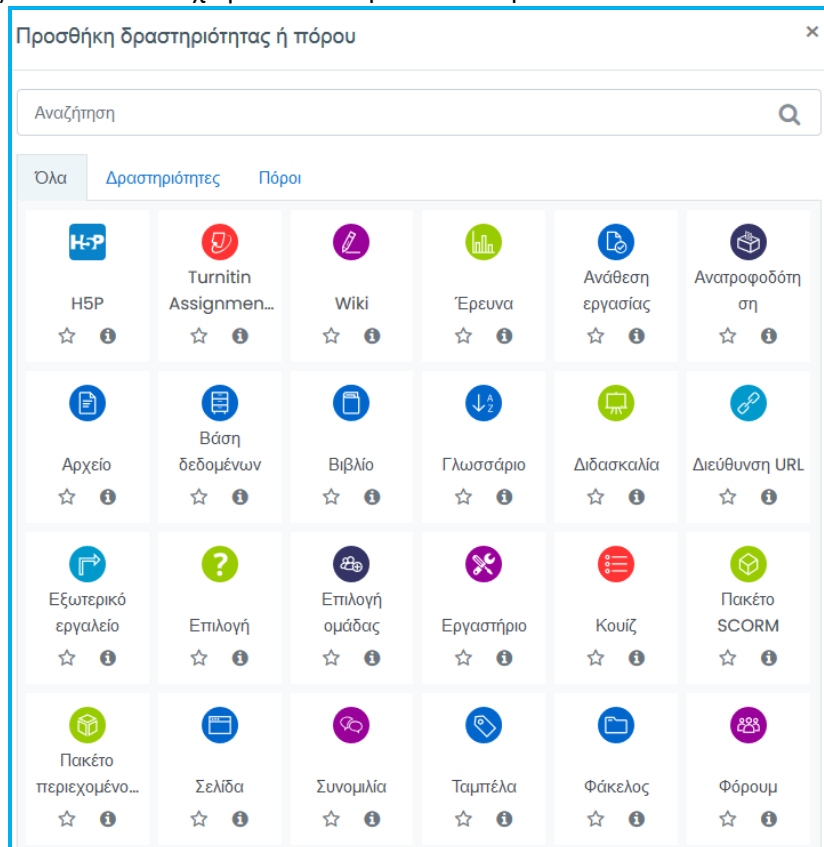 Προσθήκη δραστηριότητας ή πόρου ×
Αναζήτηση
Όλα Δραστηριότητες Πόροι
H5P
H5P
Turnitin
Assignmen...
Wiki
Έρευνα
Ανάθεση
εργασίας
Ανατροφοδότη
ση
Αρχείο
Βάση
δεδομένων
Βιβλίο
Γλωσσάριο
Διδασκαλία
Διεύθυνση URL
Εξωτερικό
εργαλείο
Επιλογή
Επιλογή
ομάδας
Εργαστήριο
Κουίζ
Πακέτο
SCORM
Πακέτο
περιεχομένο...
Σελίδα
Συνομιλία
Ταμπέλα
Φάκελος
Φόρουμ